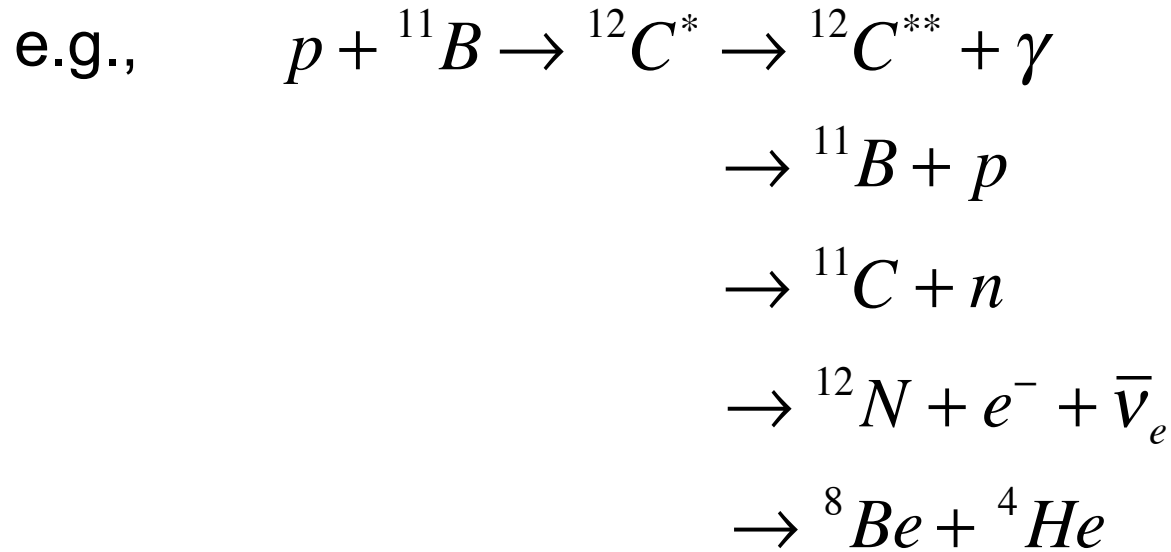 e.g., p + ¹¹B → ¹²C* → ¹²C** + γ
→ ¹¹B + p
→ ¹¹C + n
→ ¹²N + e⁻ + ν̅ₑ
→ ⁸Be + ⁴He